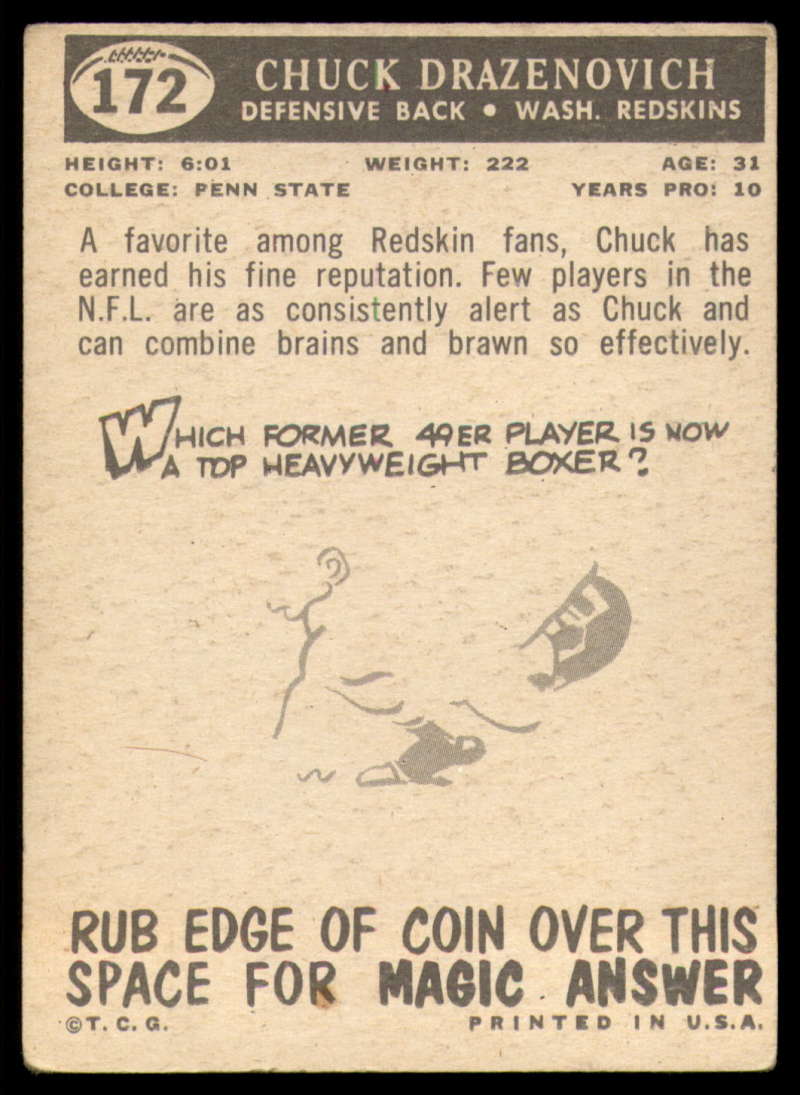 172
CHUCK DRAZENOVICH
DEFENSIVE BACK • WASH. REDSKINS
HEIGHT: 6:01 WEIGHT: 222 AGE: 31
COLLEGE: PENN STATE YEARS PRO: 10
A favorite among Redskin fans, Chuck has
earned his fine reputation. Few players in the
N.F.L. are as consistently alert as Chuck and
can combine brains and brawn so effectively.
WHICH FORMER 49ER PLAYER IS NOW
A TOP HEAVYWEIGHT BOXER?
RUB EDGE OF COIN OVER THIS
SPACE FOR MAGIC ANSWER
©T.C.G. PRINTED IN U.S.A.